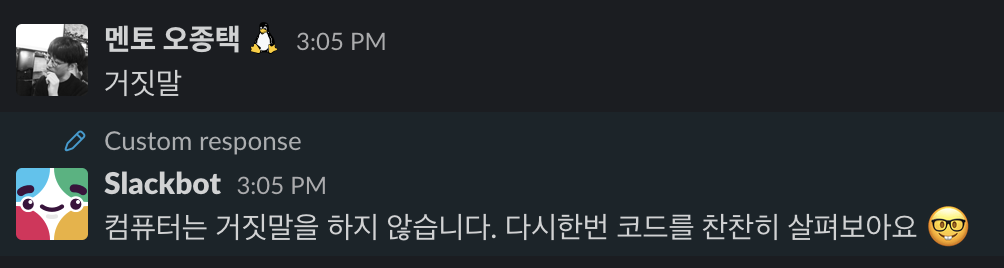 멘토 오종택 🐧 3:05 PM
거짓말
Custom response
Slackbot 3:05 PM
컴퓨터는 거짓말을 하지 않습니다. 다시한번 코드를 찬찬히 살펴보아요 🤓